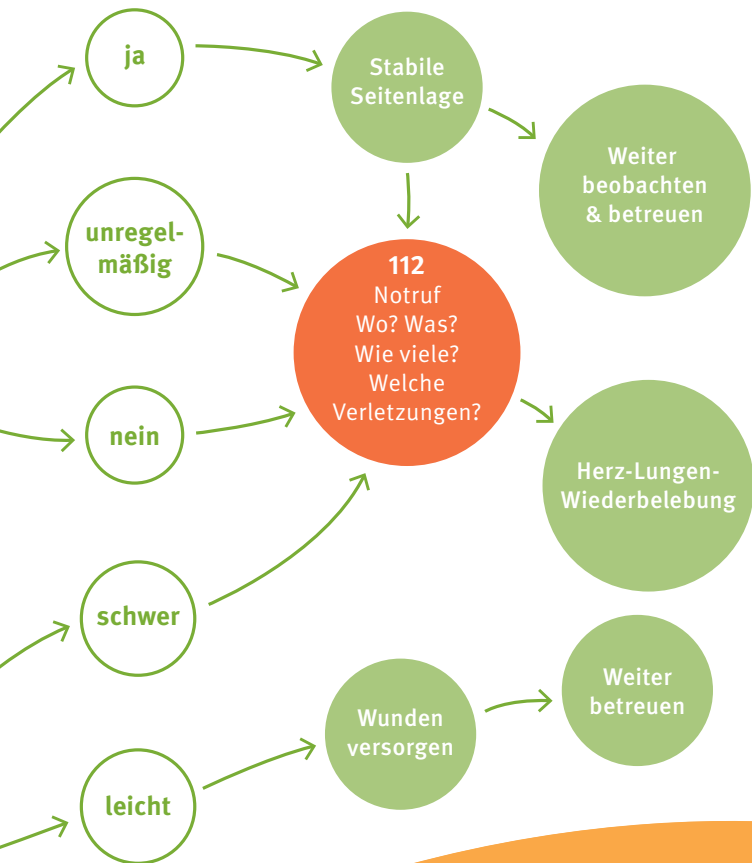 ja
Stabile
Seitenlage
Weiter
beobachten
& betreuen
unregel-
mäßig
112
Notruf
Wo? Was?
Wie viele?
Welche
Verletzungen?
nein
Herz-Lungen-
Wiederbelebung
schwer
Wunden
versorgen
Weiter
betreuen
leicht